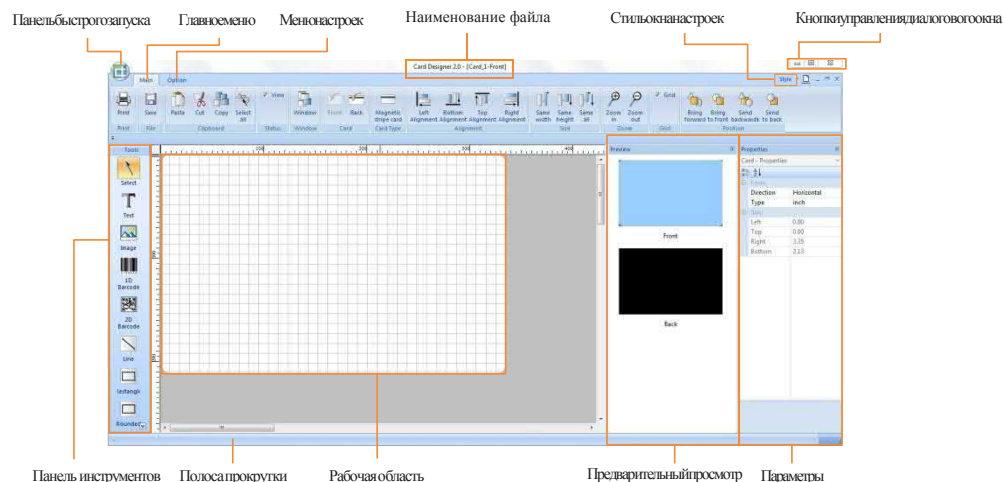 Панельбыстрогозапуска Главноеменю Менюнастроек Наименование файла Стильокнанастроек Кнопкиуправлениядиалоговогоокна
Card Designer 2.0 - [Card_1-Front]
Main Option Style
Print Save Paste Cut Copy Select all View Window Front Back Magnetic stripe card Left Alignment Bottom Alignment Top Alignment Right Alignment Same width Same height Same all Zoom in Zoom out Grid Bring forward Bring to front Send backwards Send to back
Print File Clipboard Status Window Card Card Type Alignment Size Zoom Grid Position
Tools
Select
Text
Image
1D
Barcode
2D
Barcode
Line
Rectangle
Rounded
Preview
Front
Back
Properties
Card - Properties
Direction Horizontal
Type inch
Left 0.00
Top 0.00
Right 3.35
Bottom 2.13
Панель инструментов Полосапрокрутки Рабочаяобласть Предварительныйпросмотр Параметры